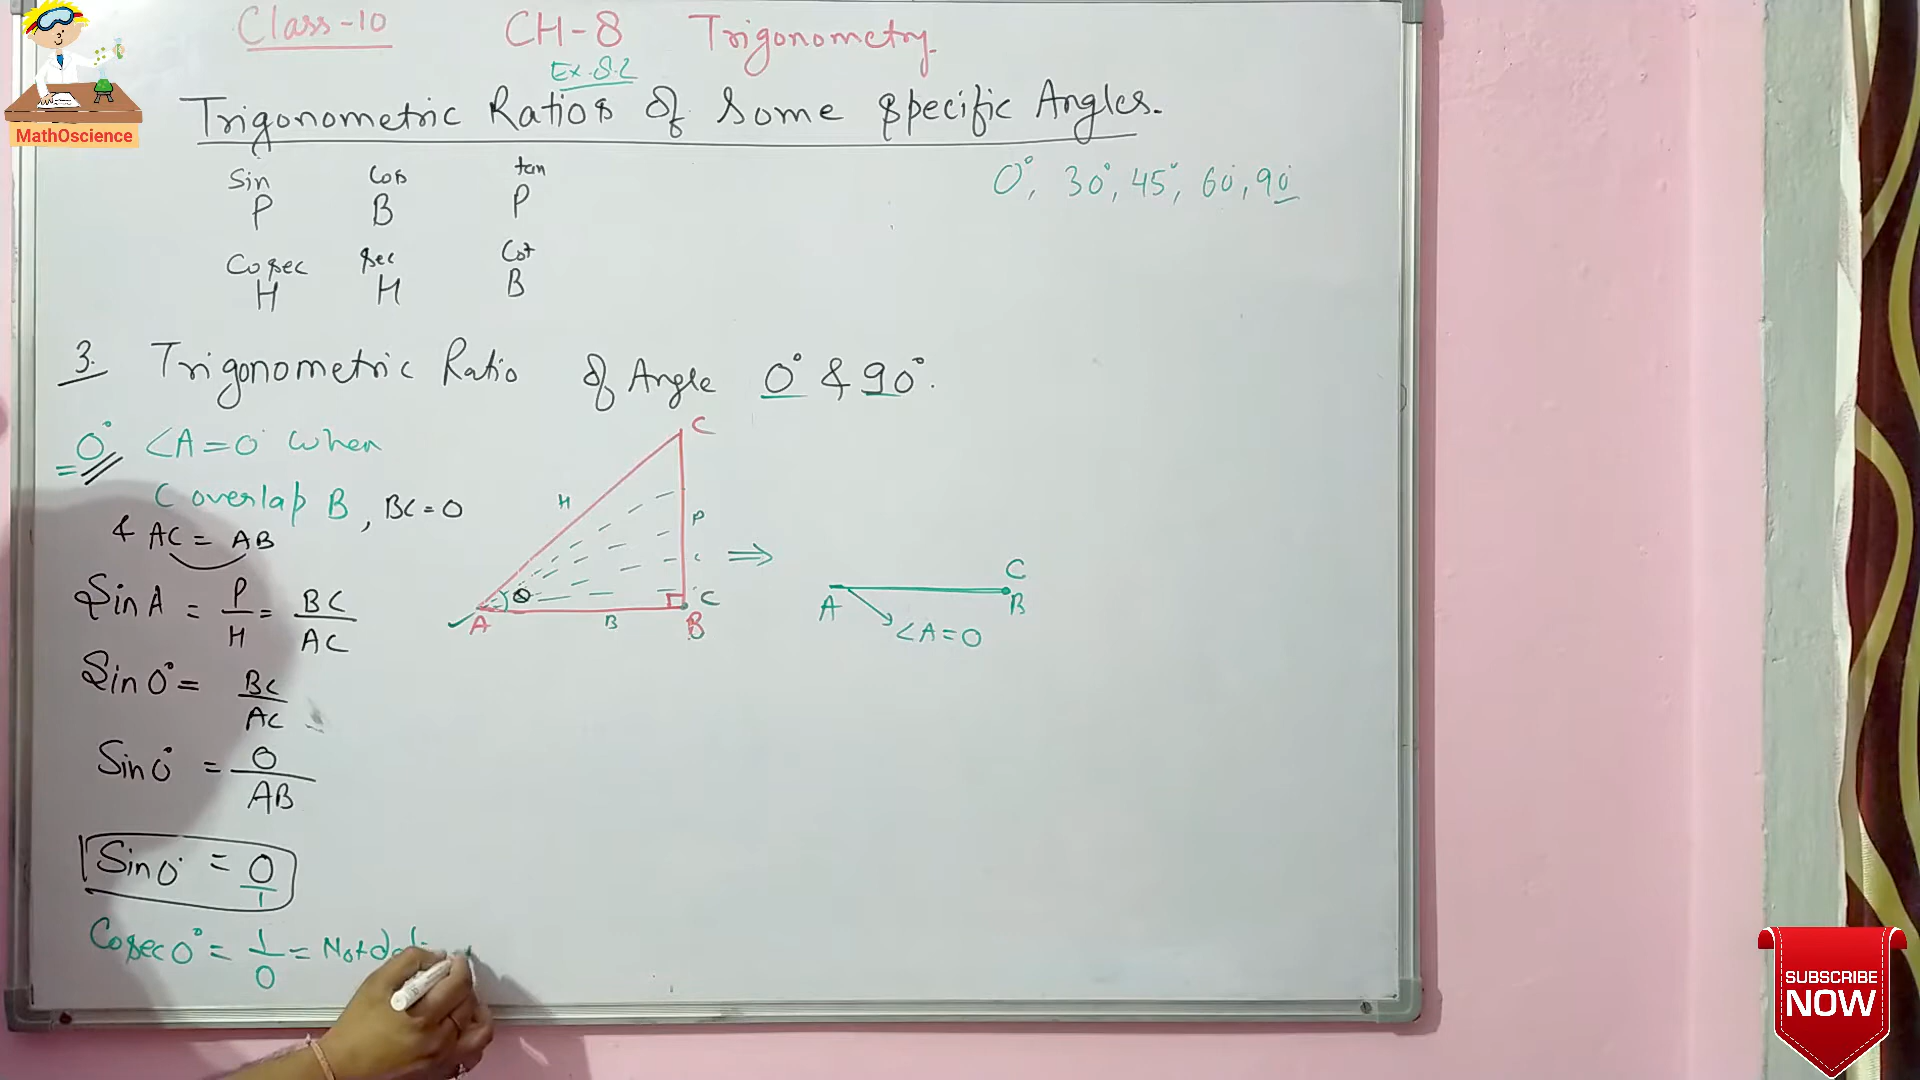 Class-10 CH-8 Trigonometry.
Ex. 8.2
MathOscience
Trigonometric Ratios of Some specific Angles.
Sin Cos tan
P B P
Cosec sec Cot
H H B
0°, 30°, 45°, 60°, 90°
3. Trigonometric Ratio of Angle 0° & 90°.
0° ∠A = 0° when
C overlap B, BC = 0
& AC = AB
Sin A = P/H = BC/AC
Sin 0° = BC/AC
Sin 0° = 0/AB
Sin 0° = 0/1
Cosec 0° = 1/0 = Not
C
H
P
θ
C
A B B
⇒
C
A B
∠A = 0
SUBSCRIBE
NOW